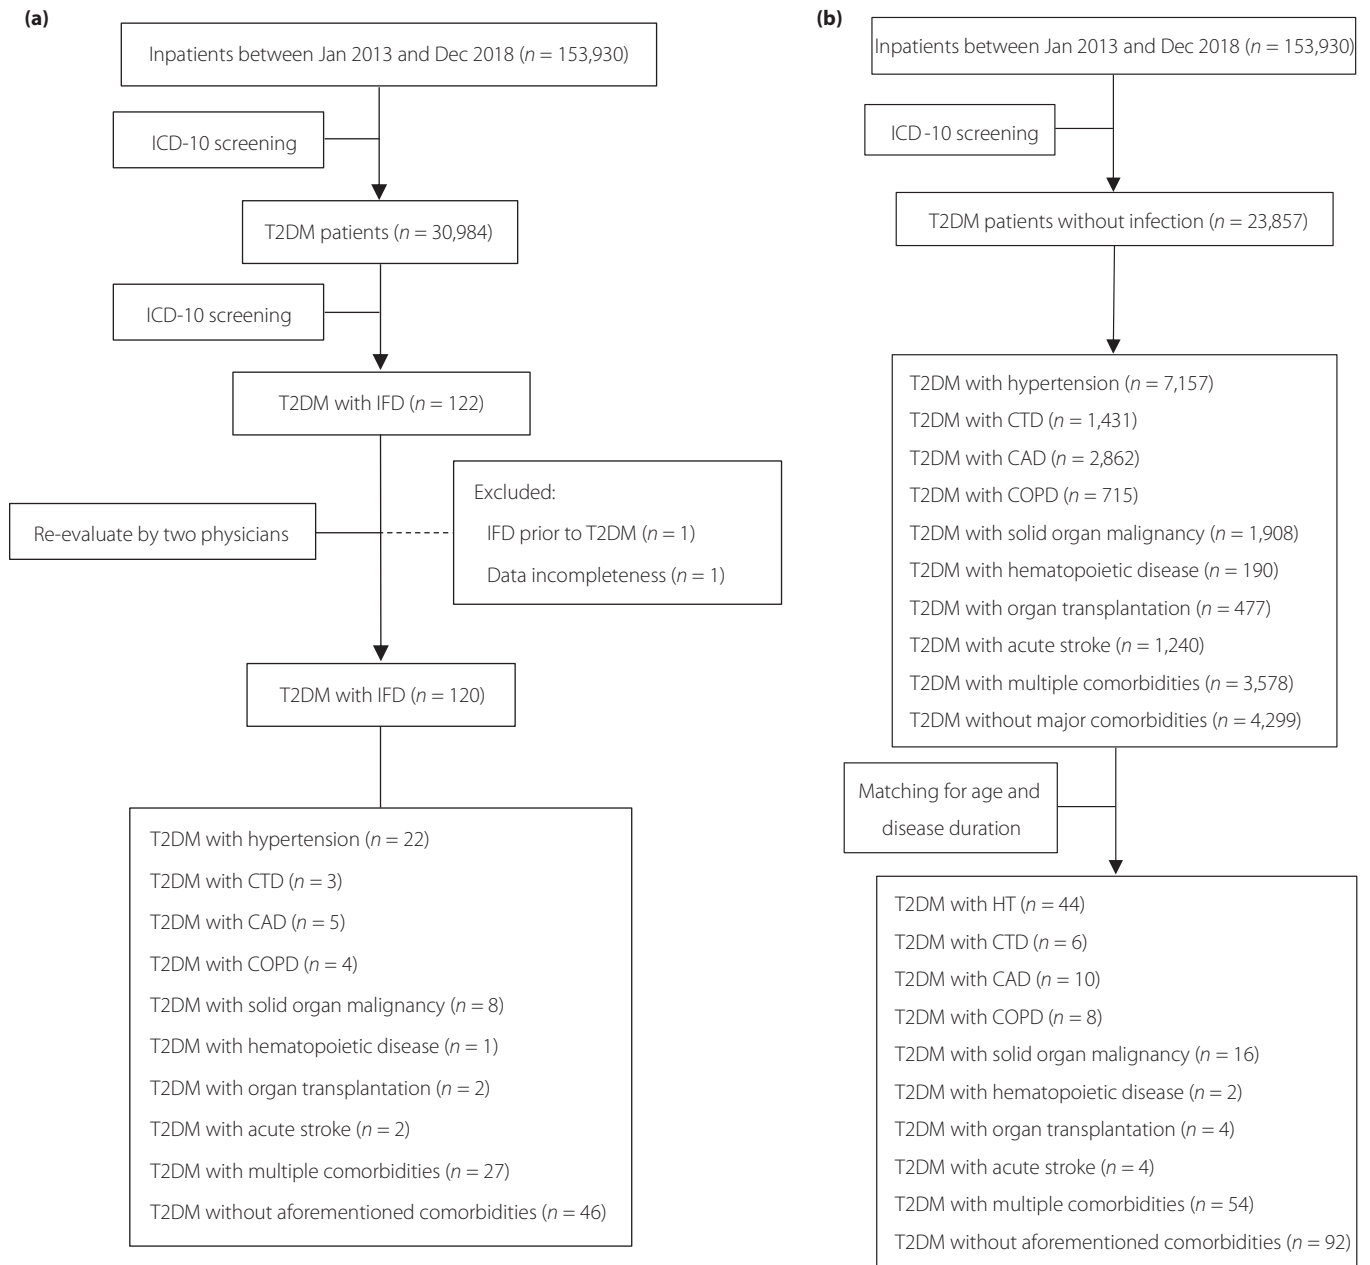 (a)
Inpatients between Jan 2013 and Dec 2018 (n = 153,930)
ICD-10 screening
T2DM patients (n = 30,984)
ICD-10 screening
T2DM with IFD (n = 122)
Re-evaluate by two physicians
Excluded:
IFD prior to T2DM (n = 1)
Data incompleteness (n = 1)
T2DM with IFD (n = 120)
T2DM with hypertension (n = 22)
T2DM with CTD (n = 3)
T2DM with CAD (n = 5)
T2DM with COPD (n = 4)
T2DM with solid organ malignancy (n = 8)
T2DM with hematopoietic disease (n = 1)
T2DM with organ transplantation (n = 2)
T2DM with acute stroke (n = 2)
T2DM with multiple comorbidities (n = 27)
T2DM without aforementioned comorbidities (n = 46)
(b)
Inpatients between Jan 2013 and Dec 2018 (n = 153,930)
ICD-10 screening
T2DM patients without infection (n = 23,857)
T2DM with hypertension (n = 7,157)
T2DM with CTD (n = 1,431)
T2DM with CAD (n = 2,862)
T2DM with COPD (n = 715)
T2DM with solid organ malignancy (n = 1,908)
T2DM with hematopoietic disease (n = 190)
T2DM with organ transplantation (n = 477)
T2DM with acute stroke (n = 1,240)
T2DM with multiple comorbidities (n = 3,578)
T2DM without major comorbidities (n = 4,299)
Matching for age and
disease duration
T2DM with HT (n = 44)
T2DM with CTD (n = 6)
T2DM with CAD (n = 10)
T2DM with COPD (n = 8)
T2DM with solid organ malignancy (n = 16)
T2DM with hematopoietic disease (n = 2)
T2DM with organ transplantation (n = 4)
T2DM with acute stroke (n = 4)
T2DM with multiple comorbidities (n = 54)
T2DM without aforementioned comorbidities (n = 92)